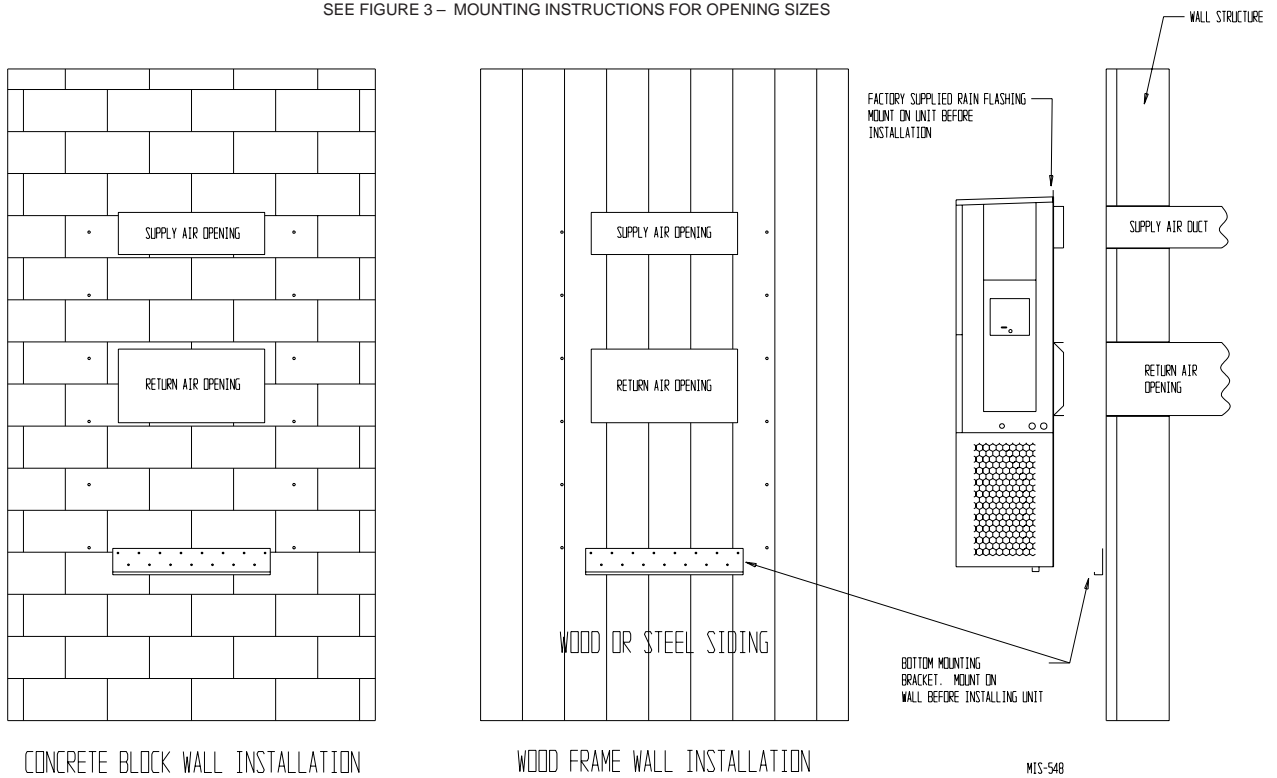 SEE FIGURE 3 – MOUNTING INSTRUCTIONS FOR OPENING SIZES
WALL STRUCTURE
FACTORY SUPPLIED RAIN FLASHING
MOUNT ON UNIT BEFORE
INSTALLATION
SUPPLY AIR OPENING
SUPPLY AIR OPENING
SUPPLY AIR DUCT
RETURN AIR OPENING
RETURN AIR OPENING
RETURN AIR
OPENING
WOOD OR STEEL SIDING
BOTTOM MOUNTING
BRACKET. MOUNT ON
WALL BEFORE INSTALLING UNIT
CONCRETE BLOCK WALL INSTALLATION
WOOD FRAME WALL INSTALLATION
MIS-548